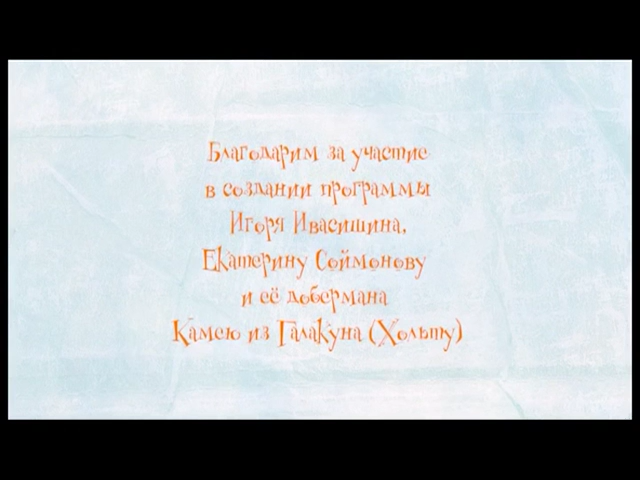 Благодарим за участие
в создании программы
Игоря Ивасишина,
Екатерину Соймонову
и её добермана
Камею из Галакуна (Хольту)